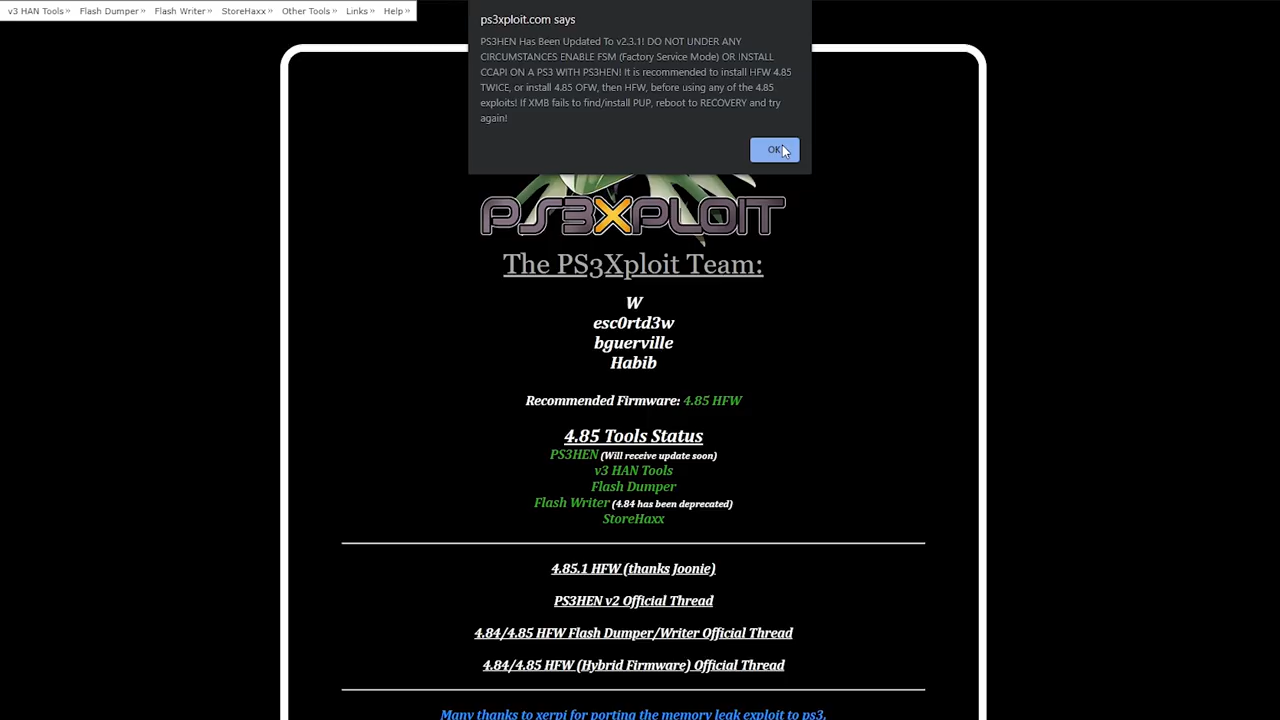 v3 HAN Tools » Flash Dumper » Flash Writer » StoreHaxx » Other Tools » Links » Help »
ps3xploit.com says
PS3HEN Has Been Updated To v2.3.1! DO NOT UNDER ANY
CIRCUMSTANCES ENABLE FSM (Factory Service Mode) OR INSTALL
CCAPI ON A PS3 WITH PS3HEN! It is recommended to install HFW 4.85
TWICE, or install 4.85 OFW, then HFW, before using any of the 4.85
exploits! If XMB fails to find/install PUP, reboot to RECOVERY and try
again!
OK
PS3XPLOIT
The PS3Xploit Team:
W
esc0rtd3w
bguerville
Habib
Recommended Firmware: 4.85 HFW
4.85 Tools Status
PS3HEN (Will receive update soon)
v3 HAN Tools
Flash Dumper
Flash Writer (4.84 has been deprecated)
StoreHaxx
4.85.1 HFW (thanks Joonie)
PS3HEN v2 Official Thread
4.84/4.85 HFW Flash Dumper/Writer Official Thread
4.84/4.85 HFW (Hybrid Firmware) Official Thread
Many thanks to xerpi for porting the memory leak exploit to ps3.